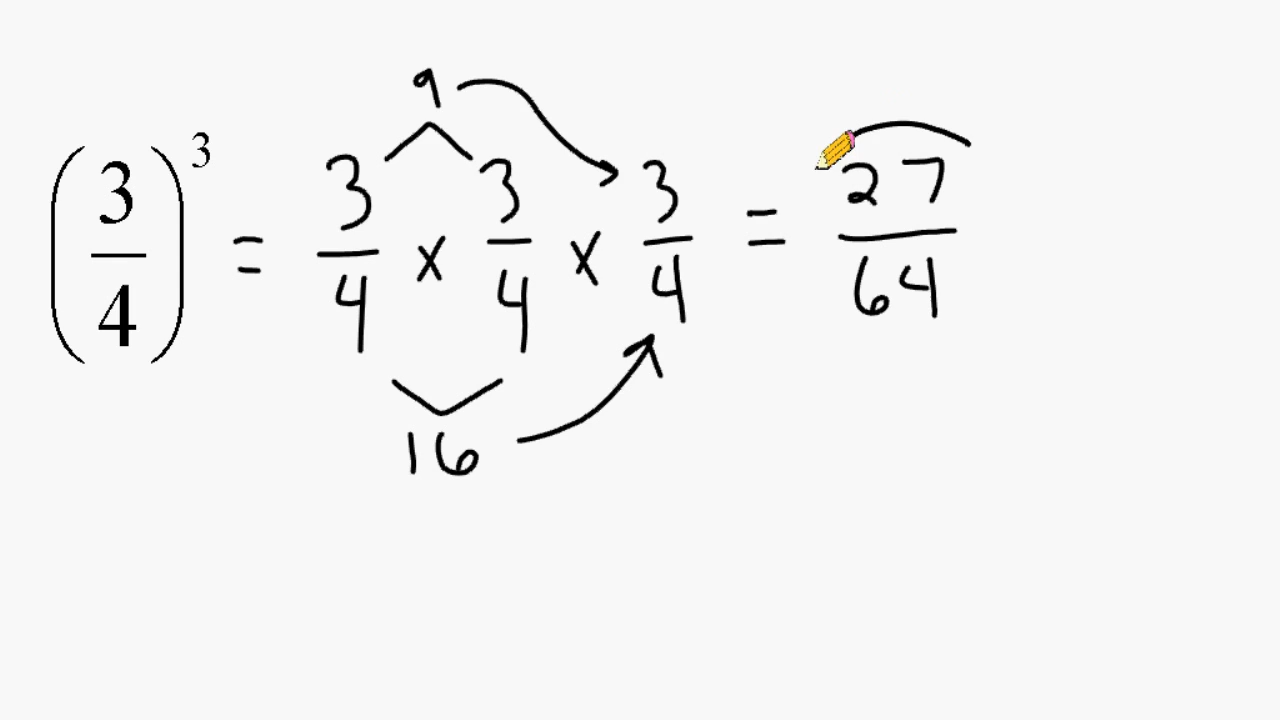 9
(3/4)³ = 3/4 × 3/4 × 3/4 = 27/64
16